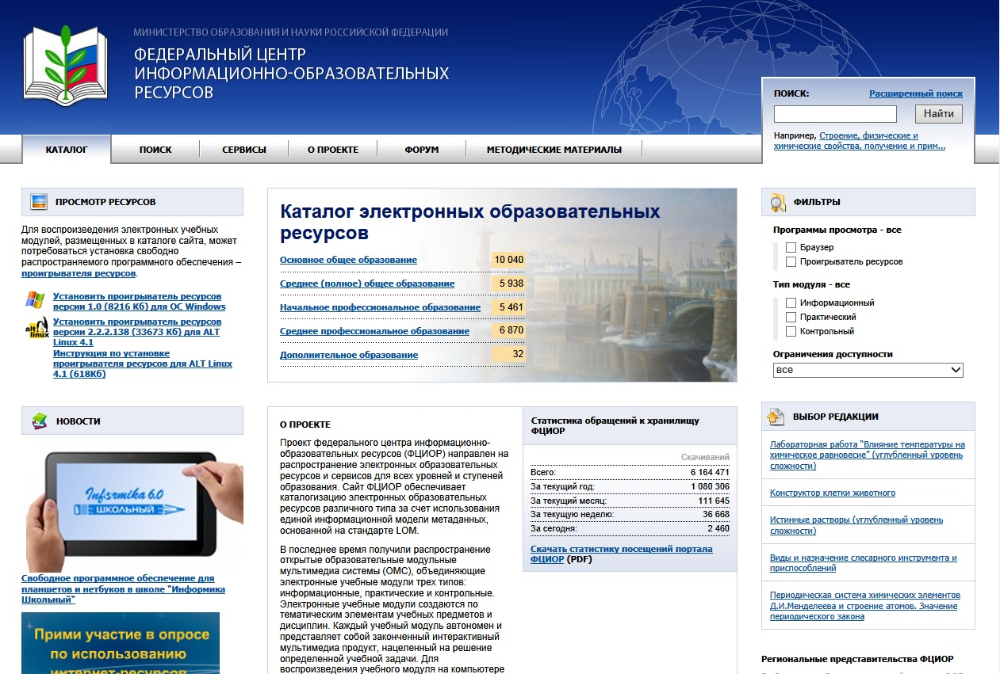 МИНИСТЕРСТВО ОБРАЗОВАНИЯ И НАУКИ РОССИЙСКОЙ ФЕДЕРАЦИИ
ФЕДЕРАЛЬНЫЙ ЦЕНТР
ИНФОРМАЦИОННО-ОБРАЗОВАТЕЛЬНЫХ
РЕСУРСОВ
ПОИСК:
Расширенный поиск
Найти
Например, Строение, физические и
химические свойства, получение и прим...
КАТАЛОГ
ПОИСК
СЕРВИСЫ
О ПРОЕКТЕ
ФОРУМ
МЕТОДИЧЕСКИЕ МАТЕРИАЛЫ
ПРОСМОТР РЕСУРСОВ
Для воспроизведения электронных учебных
модулей, размещенных в каталоге сайта, может
потребоваться установка свободно
распространяемого программного обеспечения –
проигрывателя ресурсов.
Установить проигрыватель ресурсов
версии 1.0 (8216 Кб) для ОС Windows
alt linux
Установить проигрыватель ресурсов
версии 2.2.2.138 (33673 Кб) для ALT
Linux 4.1
Инструкция по установке
проигрывателя ресурсов для ALT Linux
4.1 (618Кб)
НОВОСТИ
Infsrmika 6.0
ШКОЛЬНЫЙ
Свободное программное обеспечение для
планшетов и нетбуков в школе "Информика
Школьный"
Прими участие в опросе
по использованию
интернет-ресурсов
Каталог электронных образовательных
ресурсов
Основное общее образование 10 040
Среднее (полное) общее образование 5 938
Начальное профессиональное образование 5 461
Среднее профессиональное образование 6 870
Дополнительное образование 32
О ПРОЕКТЕ
Проект федерального центра информационно-
образовательных ресурсов (ФЦИОР) направлен на
распространение электронных образовательных
ресурсов и сервисов для всех уровней и ступеней
образования. Сайт ФЦИОР обеспечивает
каталогизацию электронных образовательных
ресурсов различного типа за счет использования
единой информационной модели метаданных,
основанной на стандарте LOM.
В последнее время получили распространение
открытые образовательные модульные
мультимедиа системы (ОМС), объединяющие
электронные учебные модули трех типов:
информационные, практические и контрольные.
Электронные учебные модули создаются по
тематическим элементам учебных предметов и
дисциплин. Каждый учебный модуль автономен и
представляет собой законченный интерактивный
мультимедиа продукт, нацеленный на решение
определенной учебной задачи. Для
воспроизведения учебного модуля на компьютере
Статистика обращений к хранилищу
ФЦИОР
Скачиваний
Всего: 6 164 471
За текущий год: 1 080 306
За текущий месяц: 111 645
За текущую неделю: 36 668
За сегодня: 2 460
Скачать статистику посещений портала
ФЦИОР (PDF)
ФИЛЬТРЫ
Программы просмотра - все
Браузер
Проигрыватель ресурсов
Тип модуля - все
Информационный
Практический
Контрольный
Ограничения доступности
все
ВЫБОР РЕДАКЦИИ
Лабораторная работа “Влияние температуры на
химическое равновесие” (углубленный уровень
сложности)
Конструктор клетки животного
Истинные растворы (углубленный уровень
сложности)
Виды и назначение слесарного инструмента и
приспособлений
Периодическая система химических элементов
Д.И.Менделеева и строение атомов. Значение
периодического закона
Региональные представительства ФЦИОР